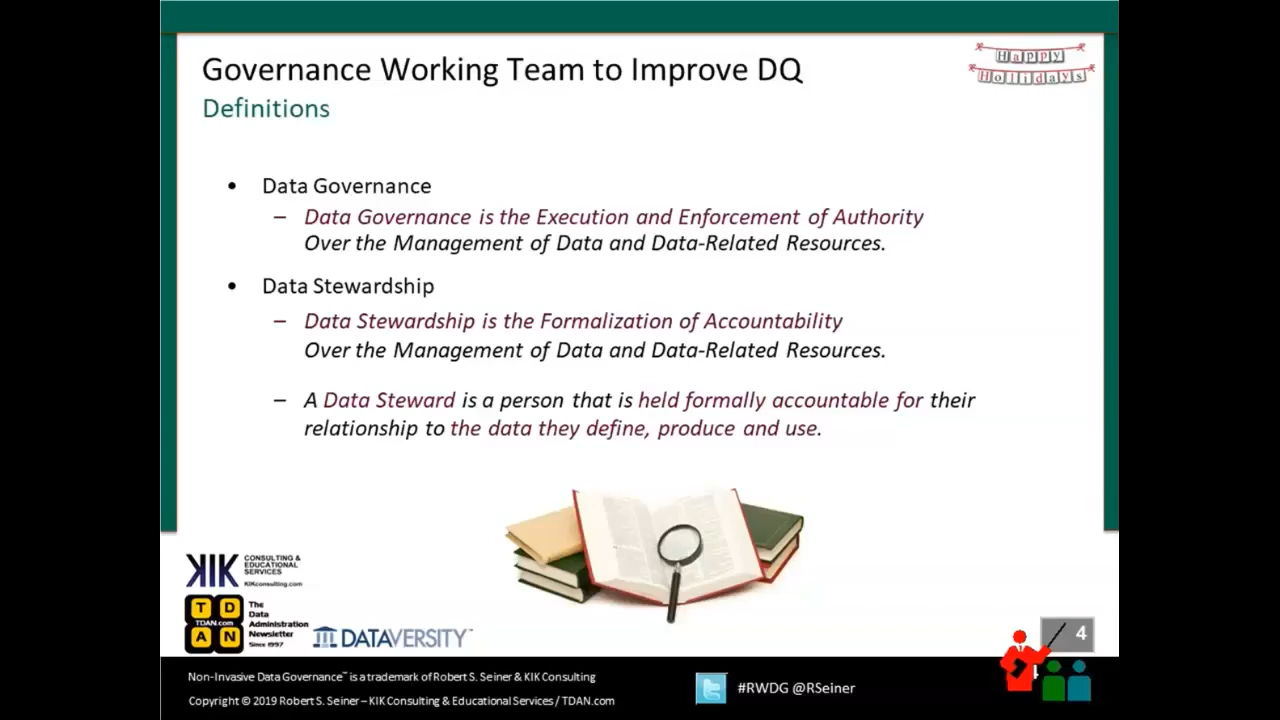 Governance Working Team to Improve DQ
Happy
Holidays
Definitions
• Data Governance
– Data Governance is the Execution and Enforcement of Authority
Over the Management of Data and Data-Related Resources.
• Data Stewardship
– Data Stewardship is the Formalization of Accountability
Over the Management of Data and Data-Related Resources.
– A Data Steward is a person that is held formally accountable for their
relationship to the data they define, produce and use.
KIK CONSULTING &
EDUCATIONAL
SERVICES
KIKconsulting.com
T D
TDAN.com
A N
The
Data
Administration
Newsletter
Since 1997
DATAVERSITY™
4
Non-Invasive Data Governance™ is a trademark of Robert S. Seiner & KIK Consulting
Copyright © 2019 Robert S. Seiner – KIK Consulting & Educational Services / TDAN.com
#RWDG @RSeiner